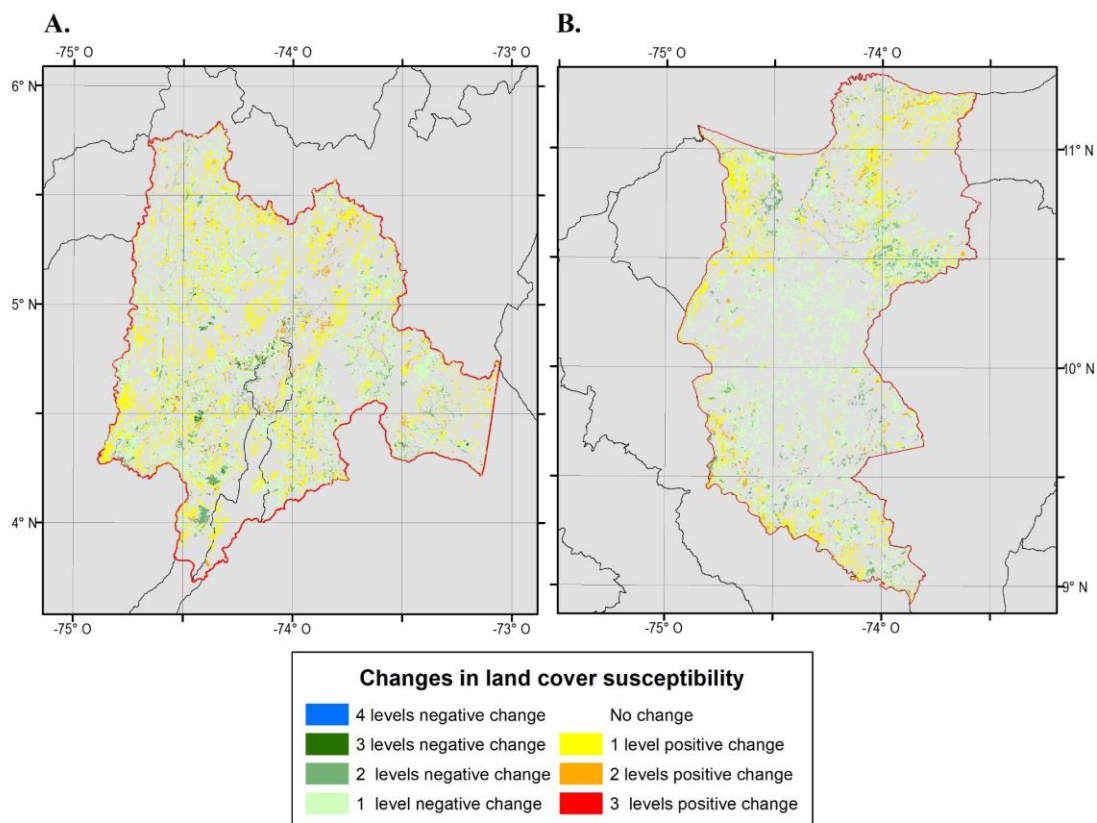 A.
B.
-75° O
-74° O
-73° O
-75° O
-74° O
6° N
5° N
4° N
11° N
10° N
9° N
-75° O
-74° O
-73° O
-75° O
-74° O
Changes in land cover susceptibility
4 levels negative change
No change
3 levels negative change
1 level positive change
2 levels negative change
2 levels positive change
1 level negative change
3 levels positive change